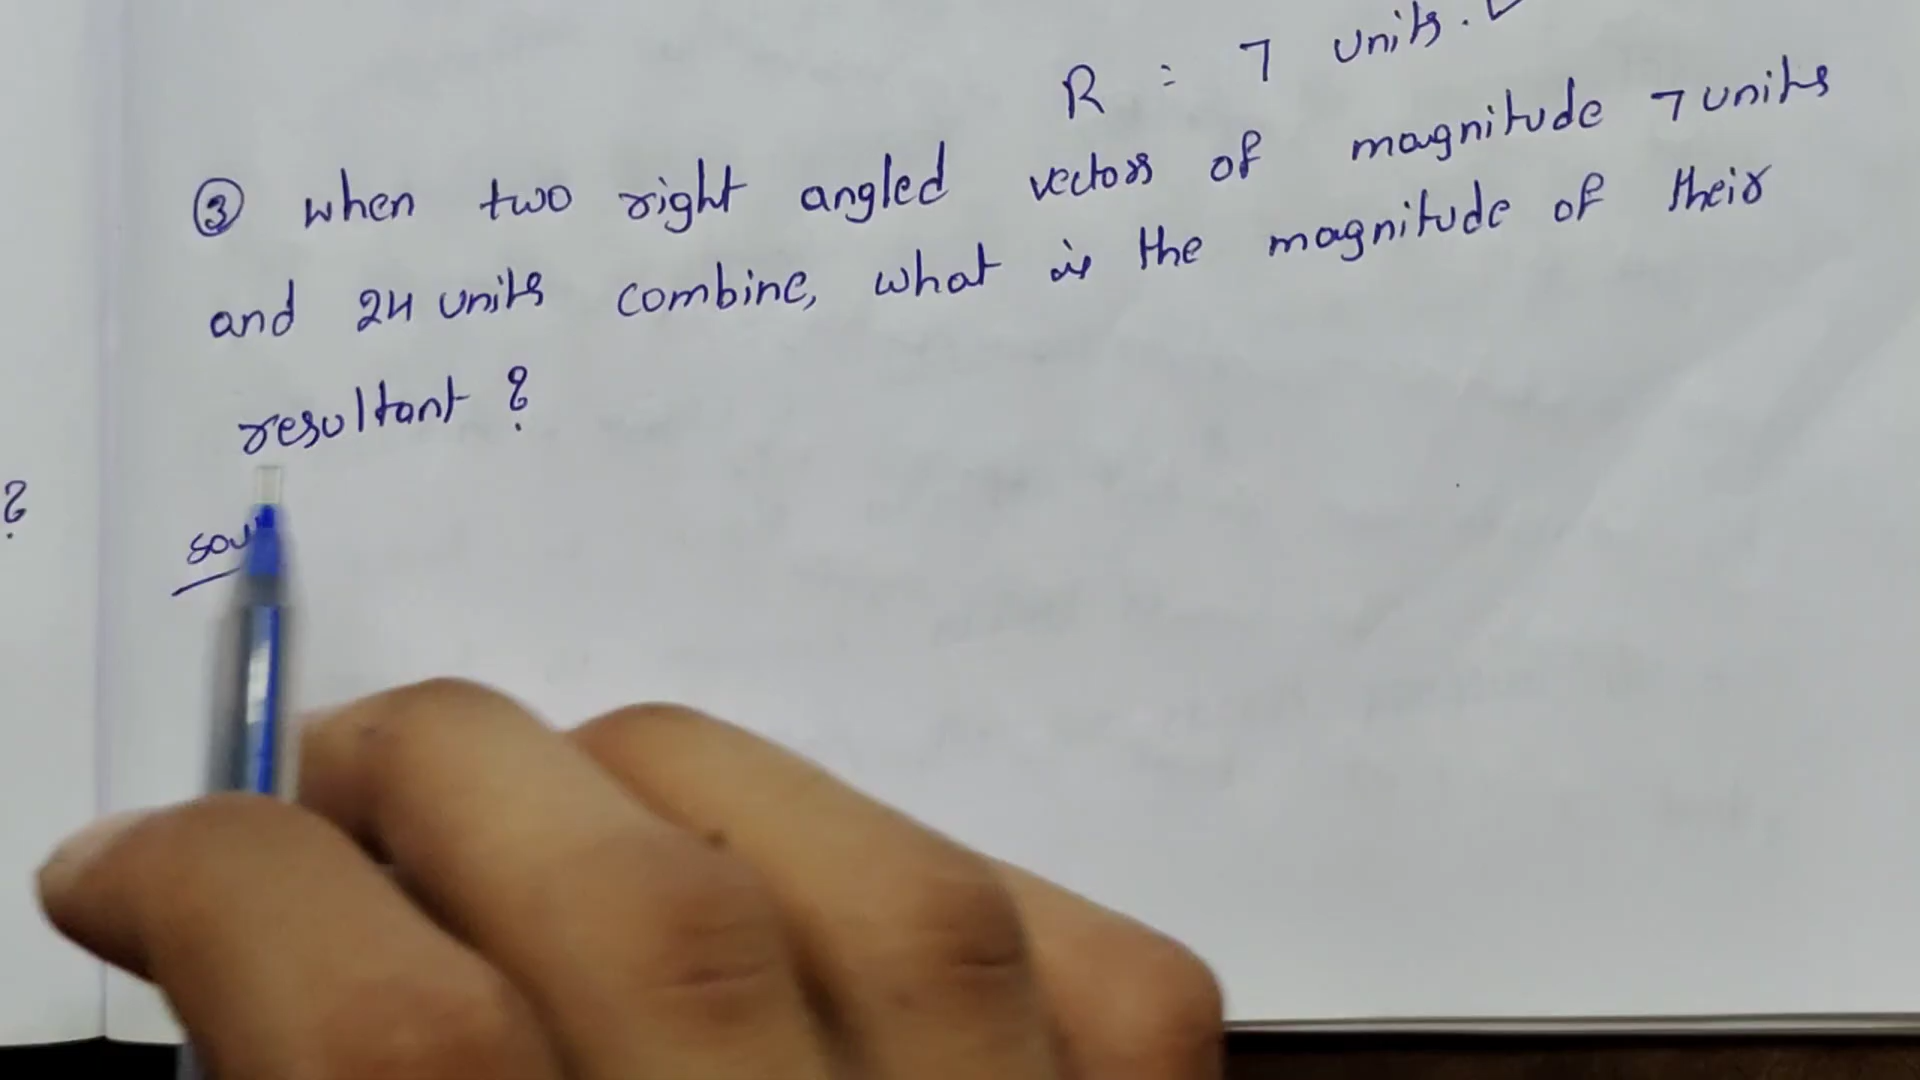 R = 7 units.
③ when two right angled vectors of magnitude 7 units
and 24 units combine, what is the magnitude of their
resultant ?
?